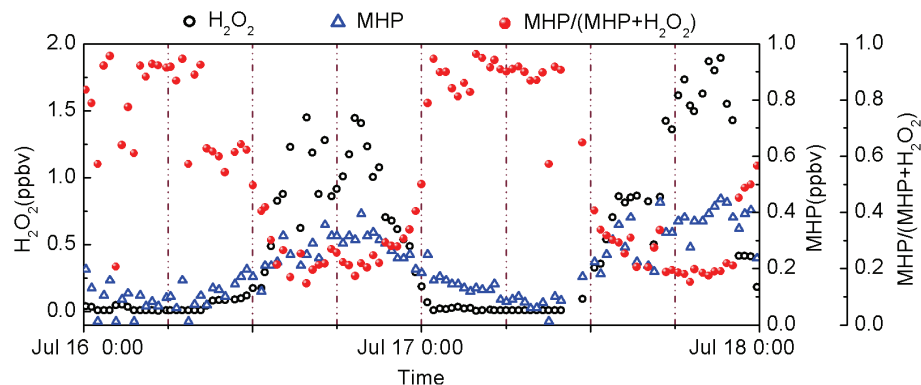 H₂O₂ MHP MHP/(MHP+H₂O₂)
2.0 1.0 1.0
1.5 0.8 0.8
1.0 0.6 0.6
0.5 0.4 0.4
0.0 0.2 0.2
0.0 0.0
H₂O₂(ppbv)
MHP(ppbv)
MHP/(MHP+H₂O₂)
Jul 16 0:00 Jul 17 0:00 Jul 18 0:00
Time